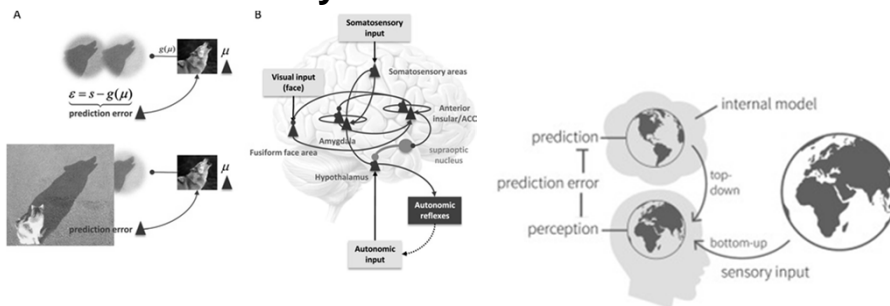 A
g(μ)
μ
ε = s − g(μ)
prediction error
μ
prediction error
B
Somatosensory
input
Visual input
(face)
Somatosensory areas
Anterior
insular/ACC
Amygdala
Fusiform face area
supraoptic
nucleus
Hypothalamus
Autonomic
reflexes
Autonomic
input
internal model
prediction
top-
down
prediction error
perception
bottom-up
sensory input